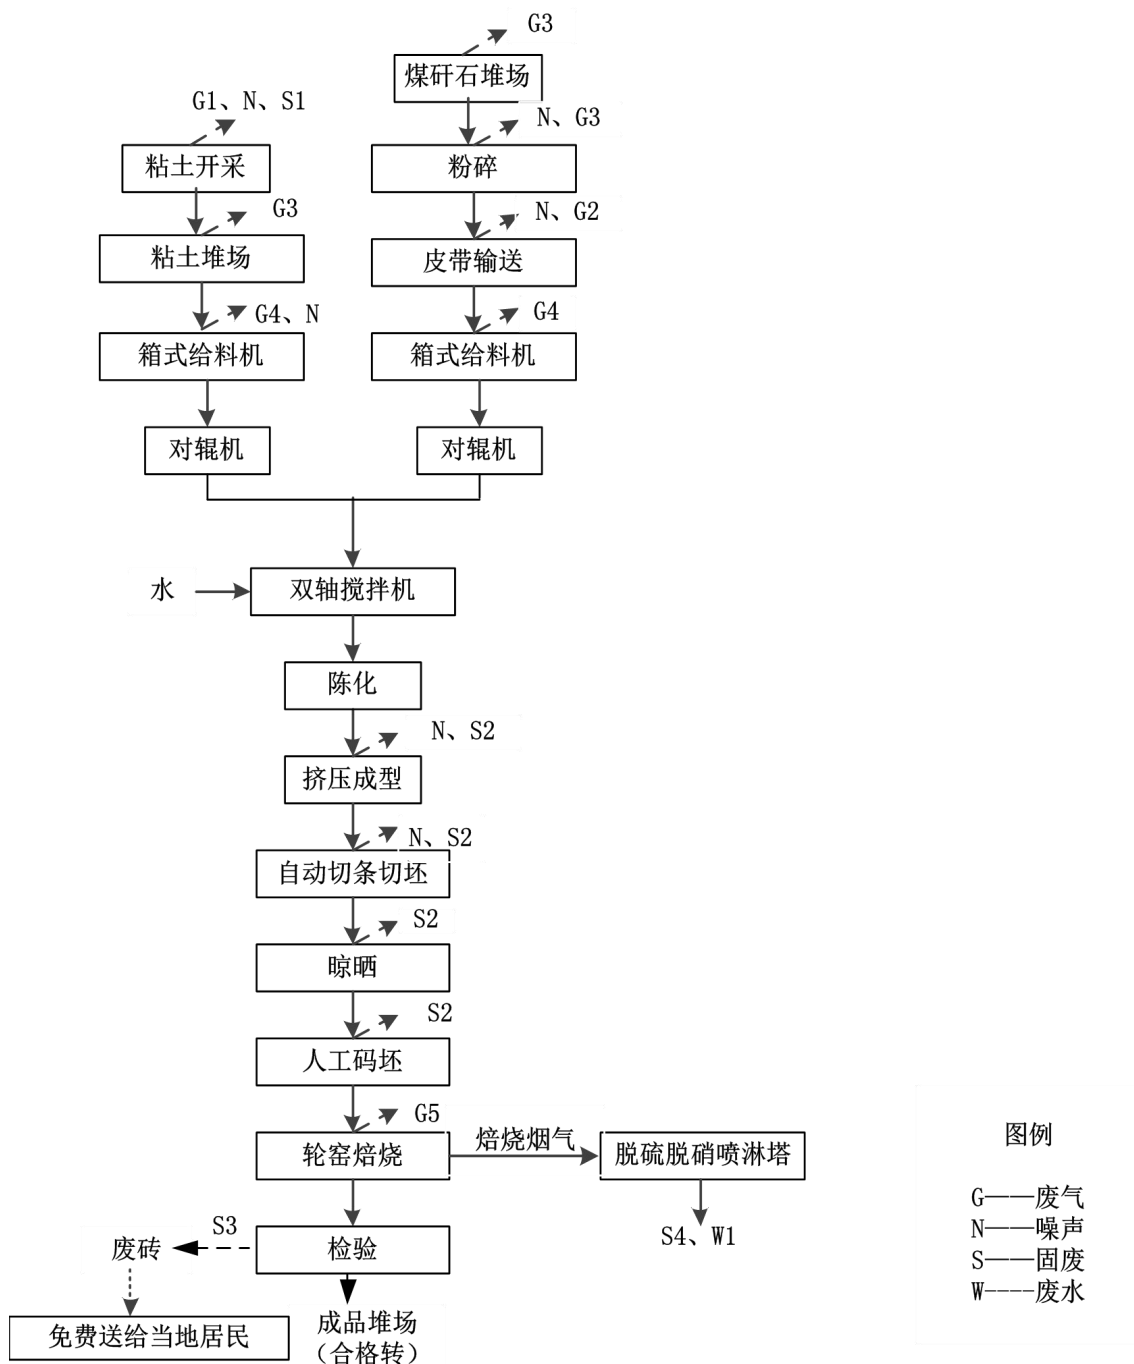 G3
煤矸石堆场
G1、N、S1
N、G3
粘土开采
粉碎
G3
N、G2
粘土堆场
皮带输送
G4、N
G4
箱式给料机
箱式给料机
对辊机
对辊机
水
双轴搅拌机
陈化
N、S2
挤压成型
N、S2
自动切条切坯
S2
晾晒
S2
人工码坯
G5
轮窑焙烧
焙烧烟气
脱硫脱硝喷淋塔
S4、W1
S3
废砖
检验
免费送给当地居民
成品堆场
（合格转）
图例
G——废气
N——噪声
S——固废
W----废水